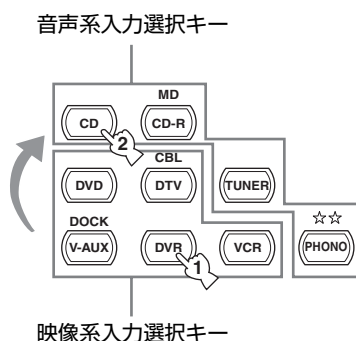 音声系入力選択キー
MD
CD
CD-R
2
CBL
DVD
DTV
TUNER
DOCK
☆☆
V-AUX
DVR
VCR
PHONO
1
映像系入力選択キー